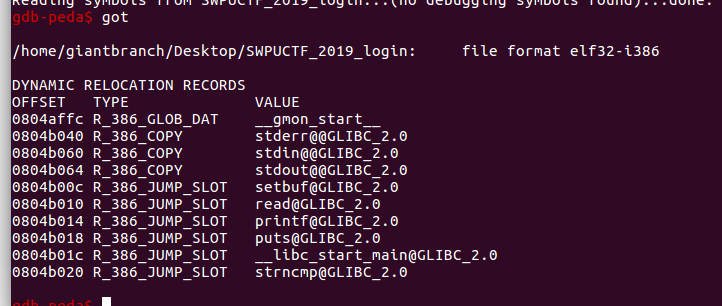 Reading symbols from SWPUCTF_2019_login...(no debugging symbols found)...done.
gdb-peda$ got
/home/giantbranch/Desktop/SWPUCTF_2019_login:     file format elf32-i386
DYNAMIC RELOCATION RECORDS
OFFSET   TYPE              VALUE
0804affc R_386_GLOB_DAT    __gmon_start__
0804b040 R_386_COPY        stderr@@GLIBC_2.0
0804b060 R_386_COPY        stdin@@GLIBC_2.0
0804b064 R_386_COPY        stdout@@GLIBC_2.0
0804b00c R_386_JUMP_SLOT   setbuf@GLIBC_2.0
0804b010 R_386_JUMP_SLOT   read@GLIBC_2.0
0804b014 R_386_JUMP_SLOT   printf@GLIBC_2.0
0804b018 R_386_JUMP_SLOT   puts@GLIBC_2.0
0804b01c R_386_JUMP_SLOT   __libc_start_main@GLIBC_2.0
0804b020 R_386_JUMP_SLOT   strncmp@GLIBC_2.0
gdb-peda$